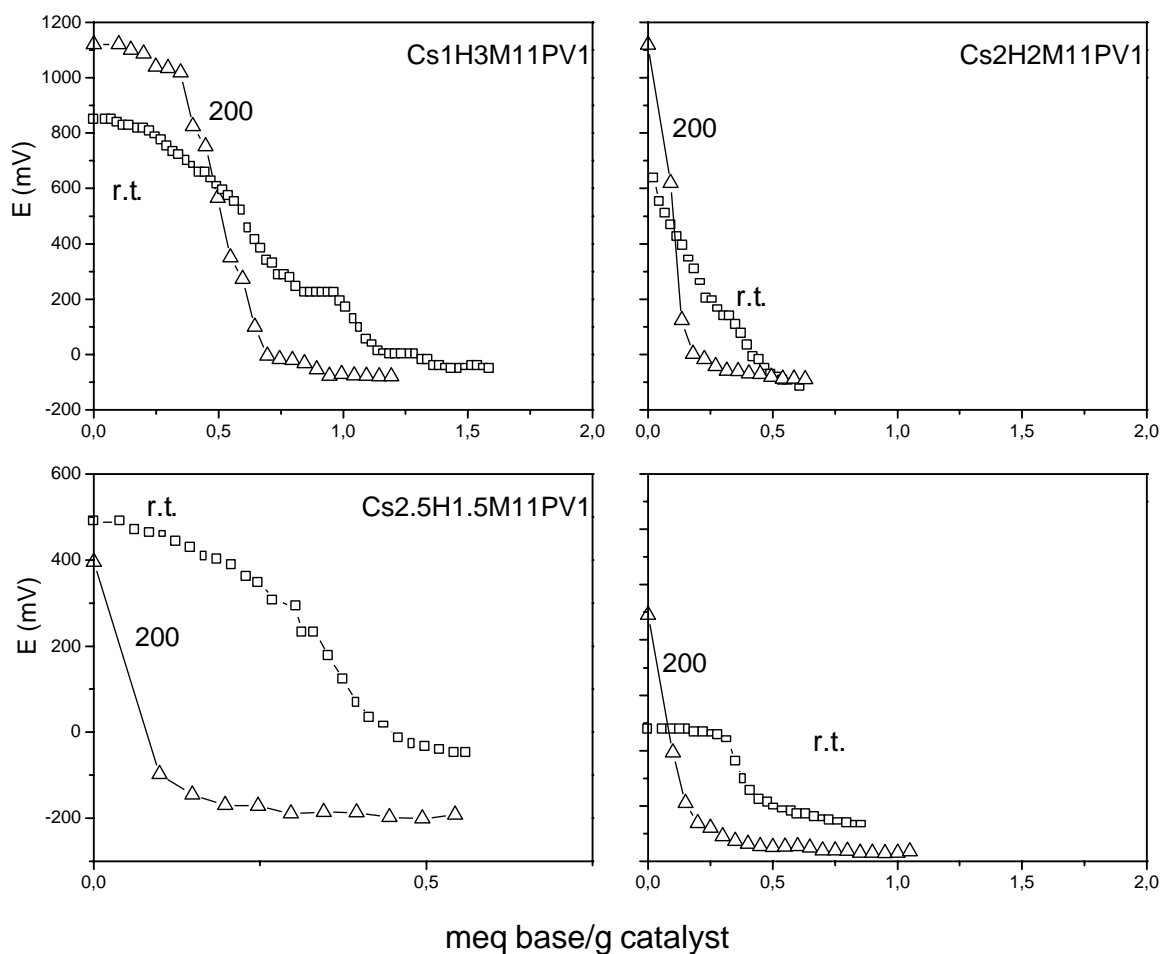 1200
1000
800
600
400
200
0
-200
E (mV)
Cs1H3M11PV1
200
r.t.
0,0 0,5 1,0 1,5 2,0
Cs2H2M11PV1
200
r.t.
0,0 0,5 1,0 1,5 2,0
600
400
200
0
-200
E (mV)
r.t.
Cs2.5H1.5M11PV1
200
0,0 0,5
200
r.t.
0,0 0,5 1,0 1,5 2,0
meq base/g catalyst